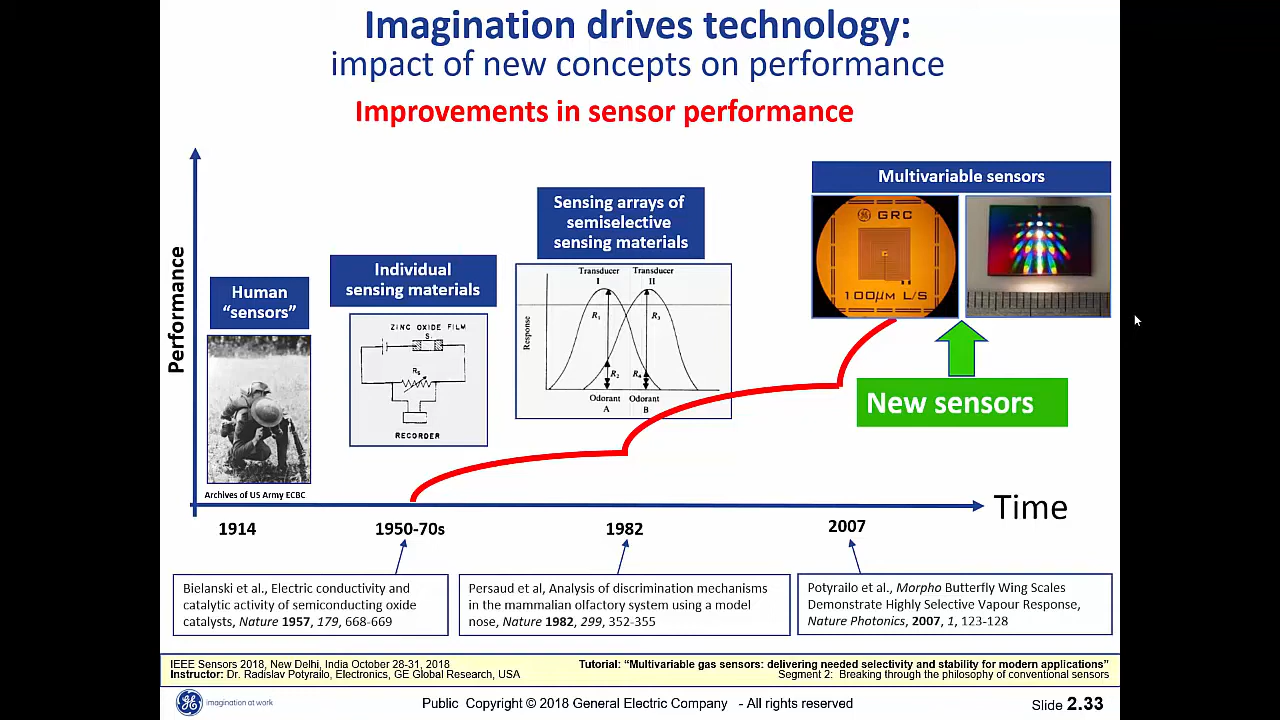 Imagination drives technology:
impact of new concepts on performance
Improvements in sensor performance
Performance
Human
“sensors”
Archives of US Army ECBC
Individual
sensing materials
ZINC OXIDE FILM
S₁
R₀
RECORDER
Sensing arrays of
semiselective
sensing materials
Transducer Transducer
I II
Response
R₁ R₃
R₂ R₄
Odorant Odorant
A B
Multivariable sensors
GRC
100µM L/S
New sensors
Time
1914 1950-70s 1982 2007
Bielanski et al., Electric conductivity and
catalytic activity of semiconducting oxide
catalysts, Nature 1957, 179, 668-669
Persaud et al, Analysis of discrimination mechanisms
in the mammalian olfactory system using a model
nose, Nature 1982, 299, 352-355
Potyrailo et al., Morpho Butterfly Wing Scales
Demonstrate Highly Selective Vapour Response,
Nature Photonics, 2007, 1, 123-128
IEEE Sensors 2018, New Delhi, India October 28-31, 2018
Instructor: Dr. Radislav Potyrailo, Electronics, GE Global Research, USA
Tutorial: “Multivariable gas sensors: delivering needed selectivity and stability for modern applications”
Segment 2: Breaking through the philosophy of conventional sensors
imagination at work
Public Copyright © 2018 General Electric Company - All rights reserved
Slide 2.33